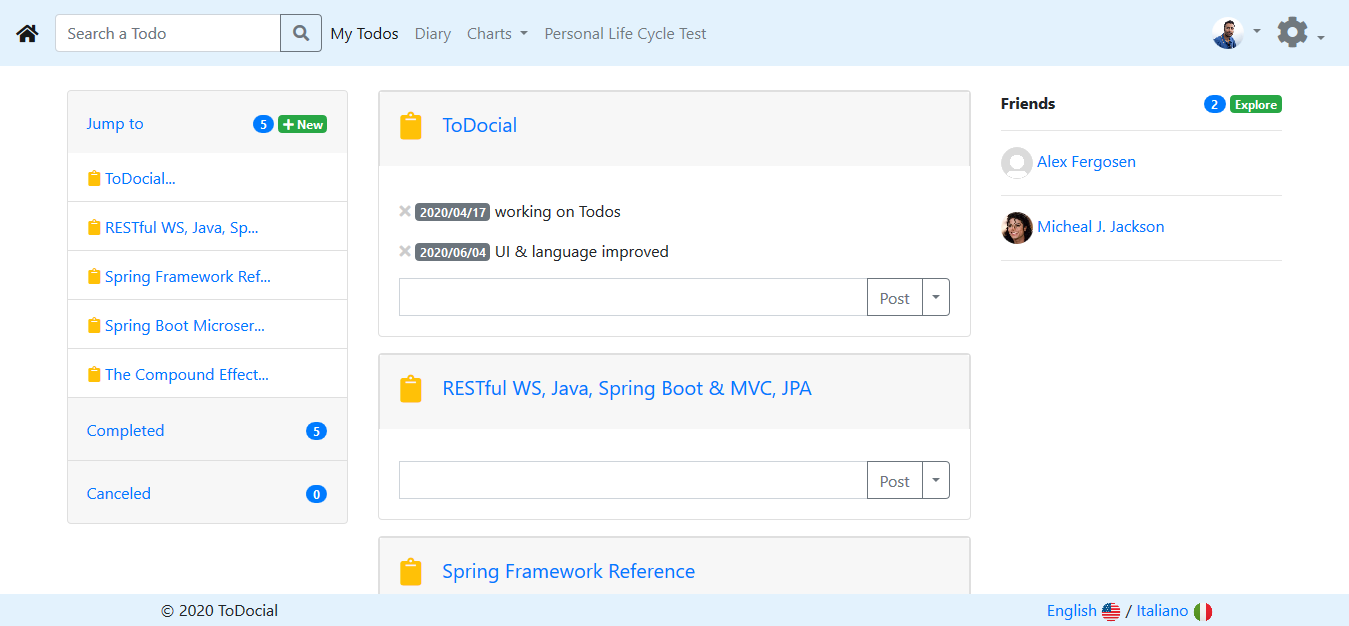 Search a Todo My Todos Diary Charts Personal Life Cycle Test
Jump to 5 New
ToDocial...
RESTful WS, Java, Sp...
Spring Framework Ref...
Spring Boot Microser...
The Compound Effect...
Completed 5
Canceled 0
ToDocial
2020/04/17 working on Todos
2020/06/04 UI & language improved
Post
RESTful WS, Java, Spring Boot & MVC, JPA
Post
Spring Framework Reference
Friends 2 Explore
Alex Fergosen
Micheal J. Jackson
© 2020 ToDocial English / Italiano